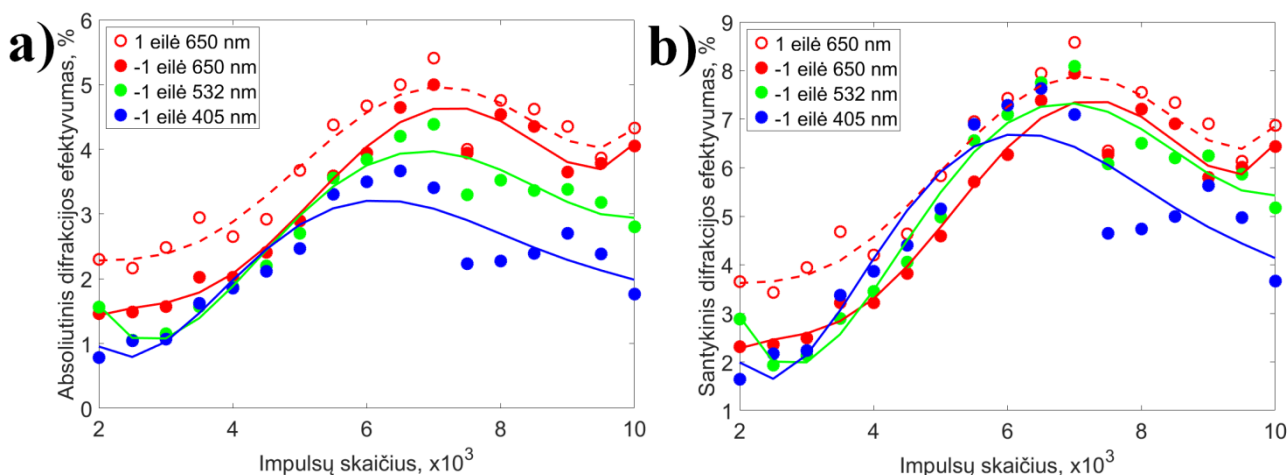 a)
Absoliutinis difrakcijos efektyvumas, %
6
5
4
3
2
1
0
1 eilė 650 nm
-1 eilė 650 nm
-1 eilė 532 nm
-1 eilė 405 nm
2 4 6 8 10
Impulsų skaičius, x10³
b)
Santykinis difrakcijos efektyvumas, %
9
8
7
6
5
4
3
2
1
1 eilė 650 nm
-1 eilė 650 nm
-1 eilė 532 nm
-1 eilė 405 nm
2 4 6 8 10
Impulsų skaičius, x10³